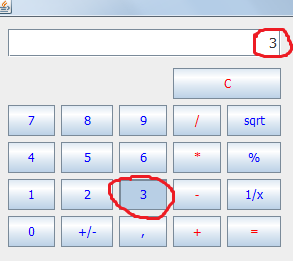 3
C
7 8 9 / sqrt
4 5 6 * %
1 2 3 - 1/x
0 +/- , + =